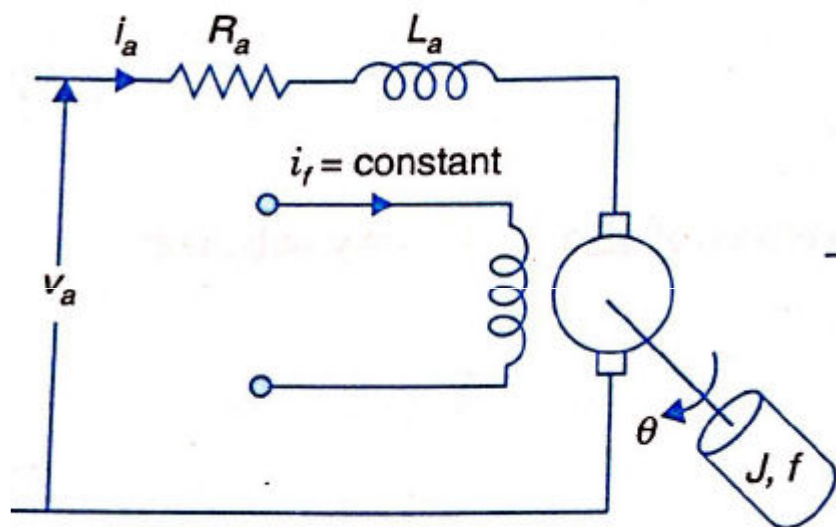 i_a R_a L_a
i_f = constant
v_a
θ
J, f